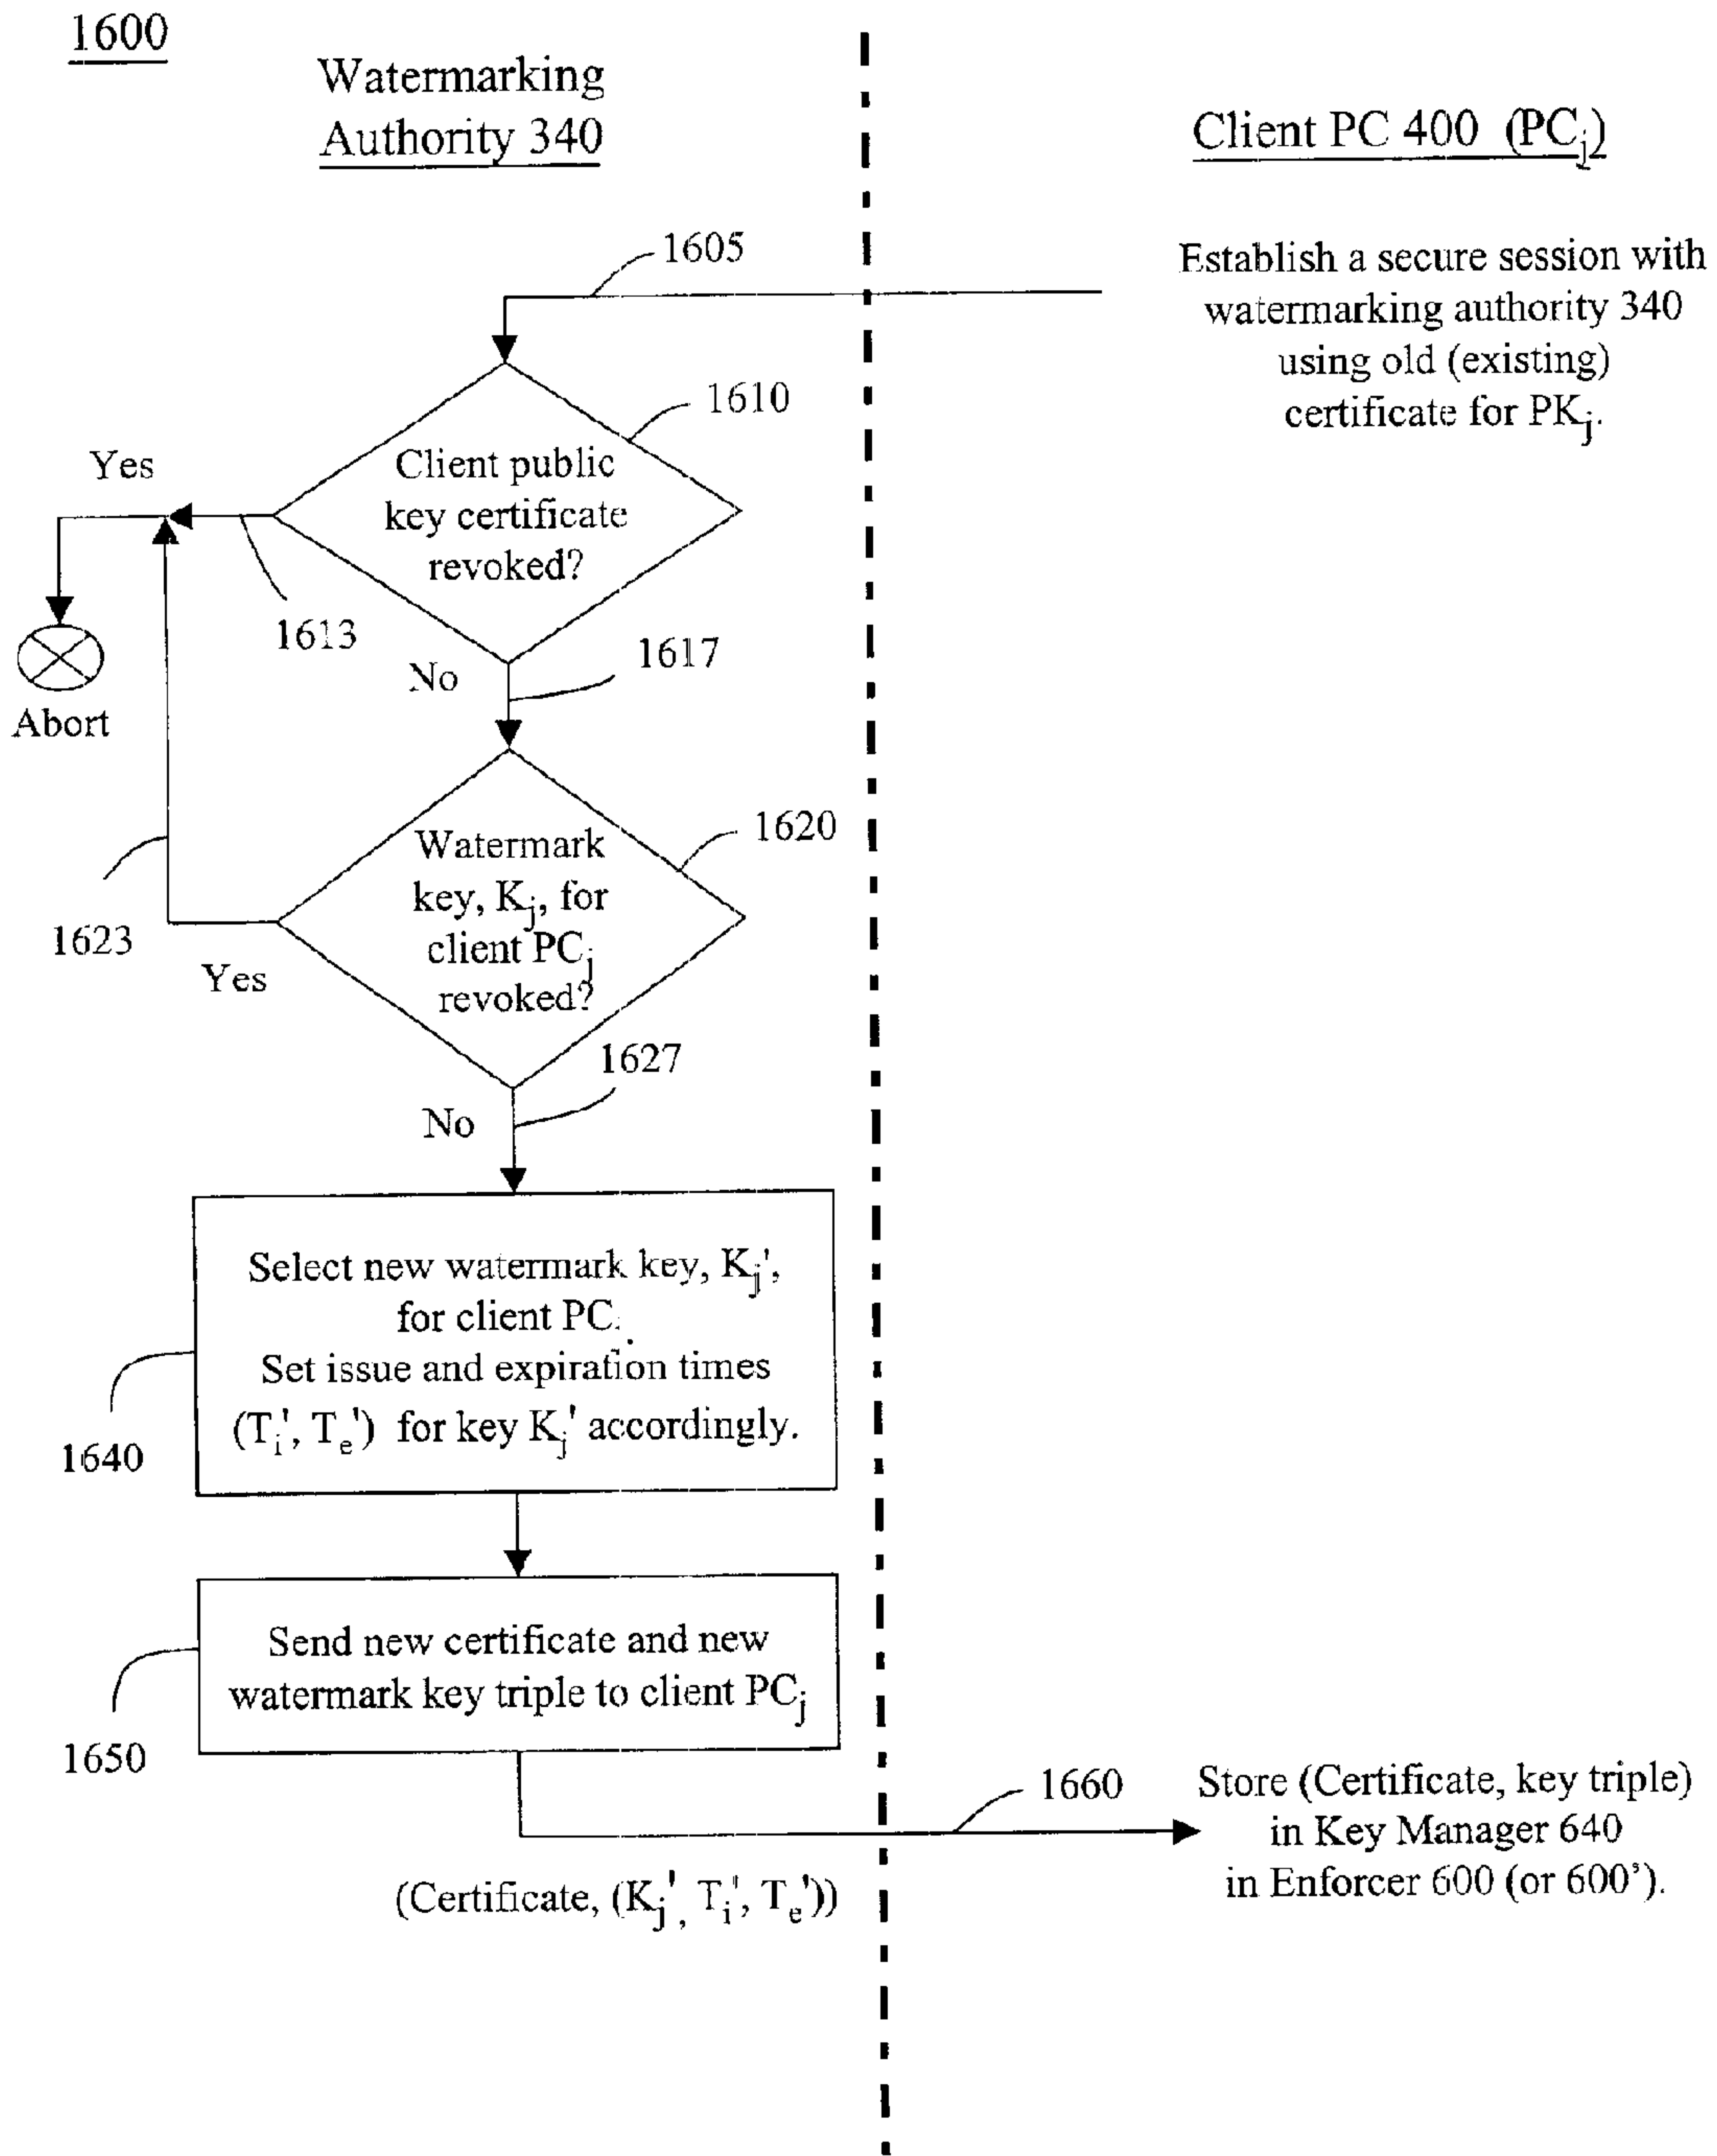 1600
Watermarking
Authority 340
Client PC 400 (PCj)
1605
Establish a secure session with
watermarking authority 340
using old (existing)
certificate for PKj.
1610
Client public
key certificate
revoked?
Yes
1613
Abort
No
1617
Watermark
key, Kj, for
client PCj
revoked?
1620
1623
Yes
1627
No
Select new watermark key, Kj',
for client PC.
Set issue and expiration times
(Ti', Te') for key Kj' accordingly.
1640
Send new certificate and new
watermark key triple to client PCj
1650
1660
Store (Certificate, key triple)
in Key Manager 640
in Enforcer 600 (or 600').
(Certificate, (Kj', Ti', Te'))